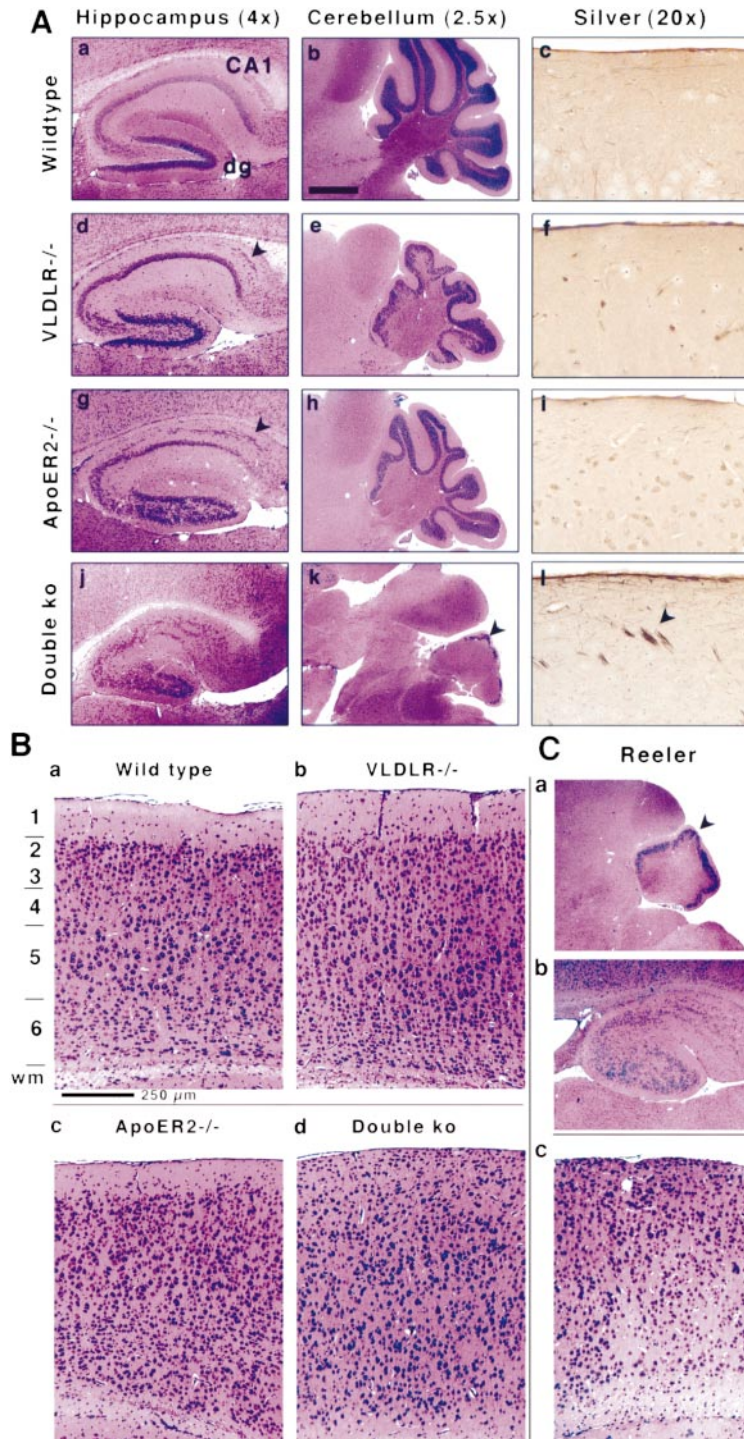 A
Hippocampus (4x)
Cerebellum (2.5x)
Silver (20x)
Wildtype
a
CA1
dg
b
c
VLDLR-/-
d
e
f
ApoER2-/-
g
h
i
Double ko
j
k
l
B
a
Wild type
b
VLDLR-/-
1
2
3
4
5
6
wm
250 µm
c
ApoER2-/-
d
Double ko
C
Reeler
a
b
c